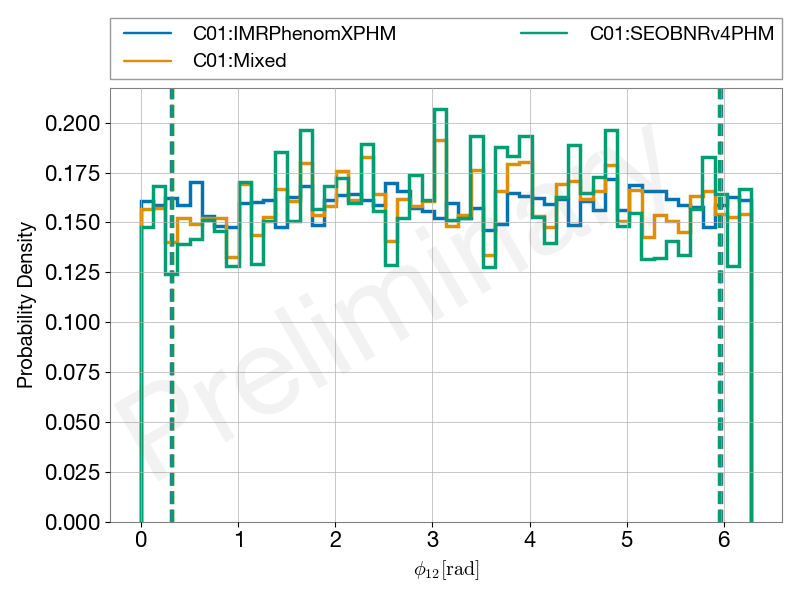 C01:IMRPhenomXPHM C01:SEOBNRv4PHM
C01:Mixed
0.200
0.175
0.150
0.125
0.100
0.075
0.050
0.025
0.000
Probability Density
Preliminary
0 1 2 3 4 5 6
ϕ₁₂[rad]